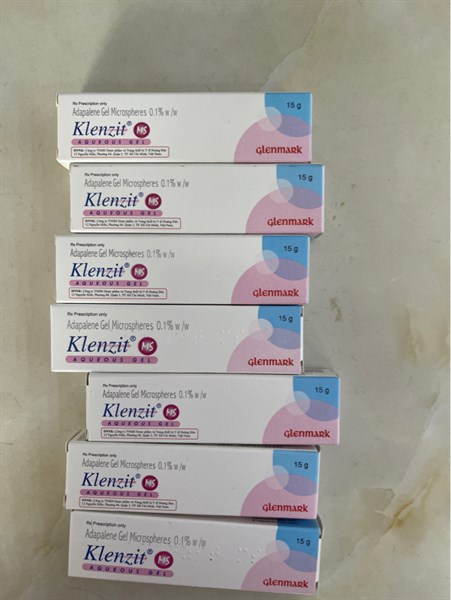 Rx Prescription only
Adapalene Gel Microspheres 0.1% w/w
15 g
Klenzit® MS
AQUEOUS GEL
GLENMARK
Adapalene Gel Microspheres 0.1% w/w
15 g
Klenzit® MS
AQUEOUS GEL
GLENMARK
Rx Prescription only
Adapalene Gel Microspheres 0.1% w/w
15 g
Klenzit® MS
AQUEOUS GEL
GLENMARK
Rx Prescription only
Adapalene Gel Microspheres 0.1% w/w
15 g
Klenzit® MS
AQUEOUS GEL
GLENMARK
Rx Prescription only
Adapalene Gel Microspheres 0.1% w/w
15 g
Klenzit® MS
AQUEOUS GEL
GLENMARK
Rx Prescription only
Adapalene Gel Microspheres 0.1% w/w
15 g
Klenzit® MS
AQUEOUS GEL
GLENMARK
Rx Prescription only
Adapalene Gel Microspheres 0.1% w/w
15 g
Klenzit® MS
AQUEOUS GEL
GLENMARK